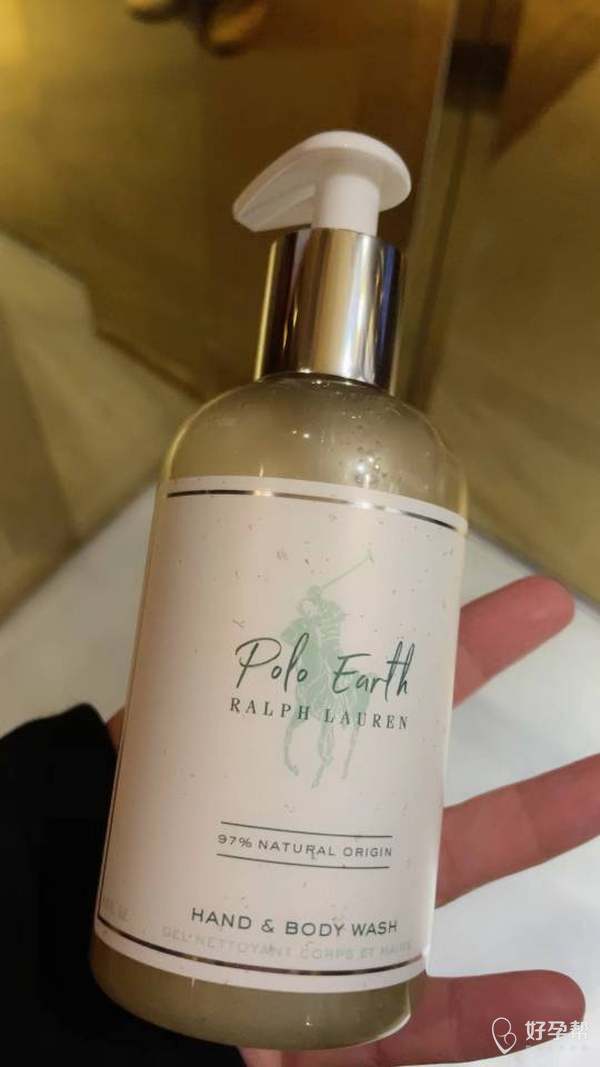 Polo Earth
RALPH LAUREN
97% NATURAL ORIGIN
HAND & BODY WASH
GEL NETTOYANT CORPS ET MAINS
好孕帮